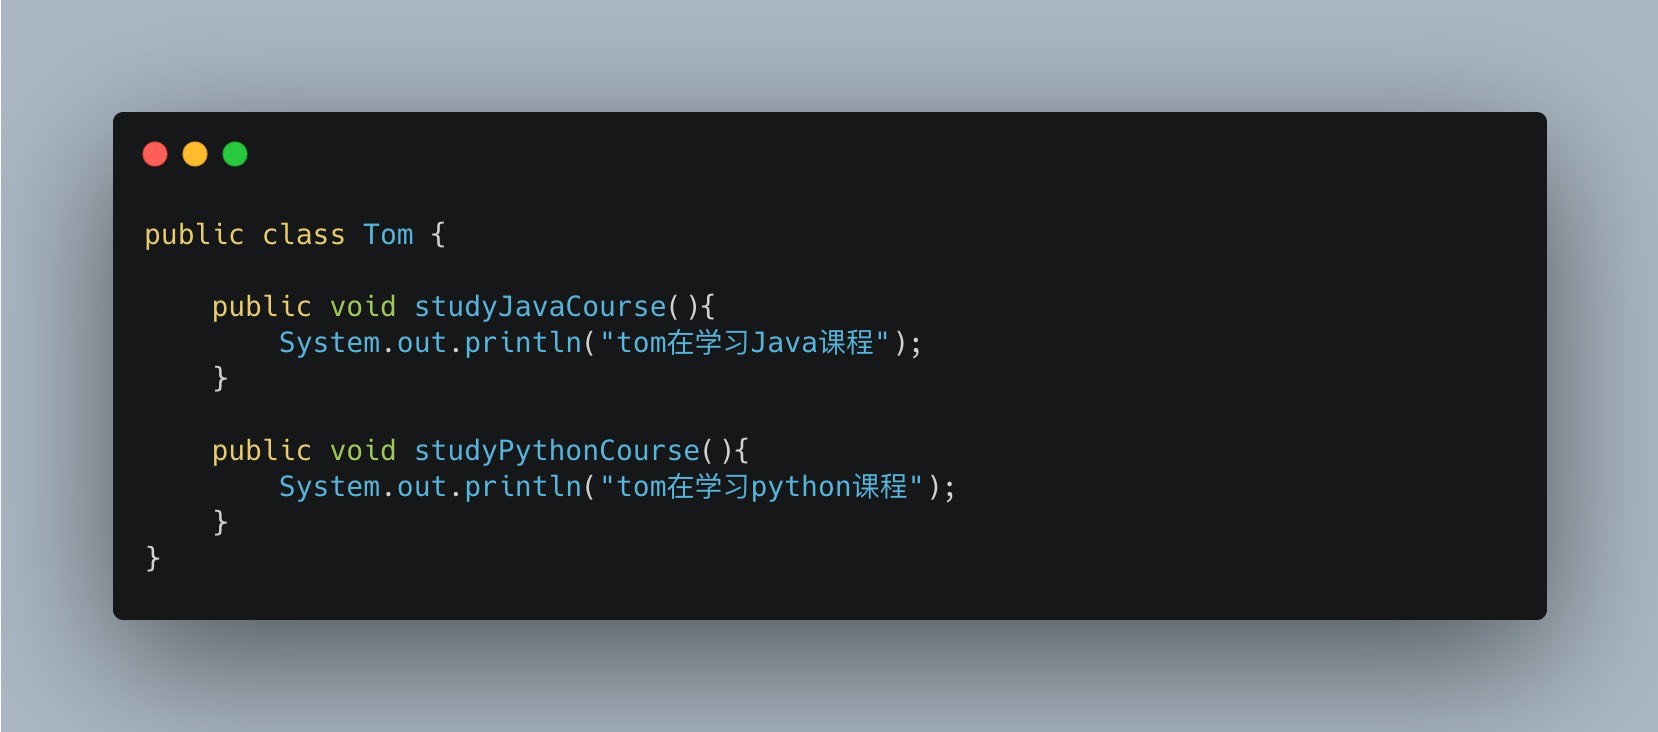 public class Tom {
    public void studyJavaCourse(){
        System.out.println("tom在学习Java课程");
    }
    public void studyPythonCourse(){
        System.out.println("tom在学习python课程");
    }
}